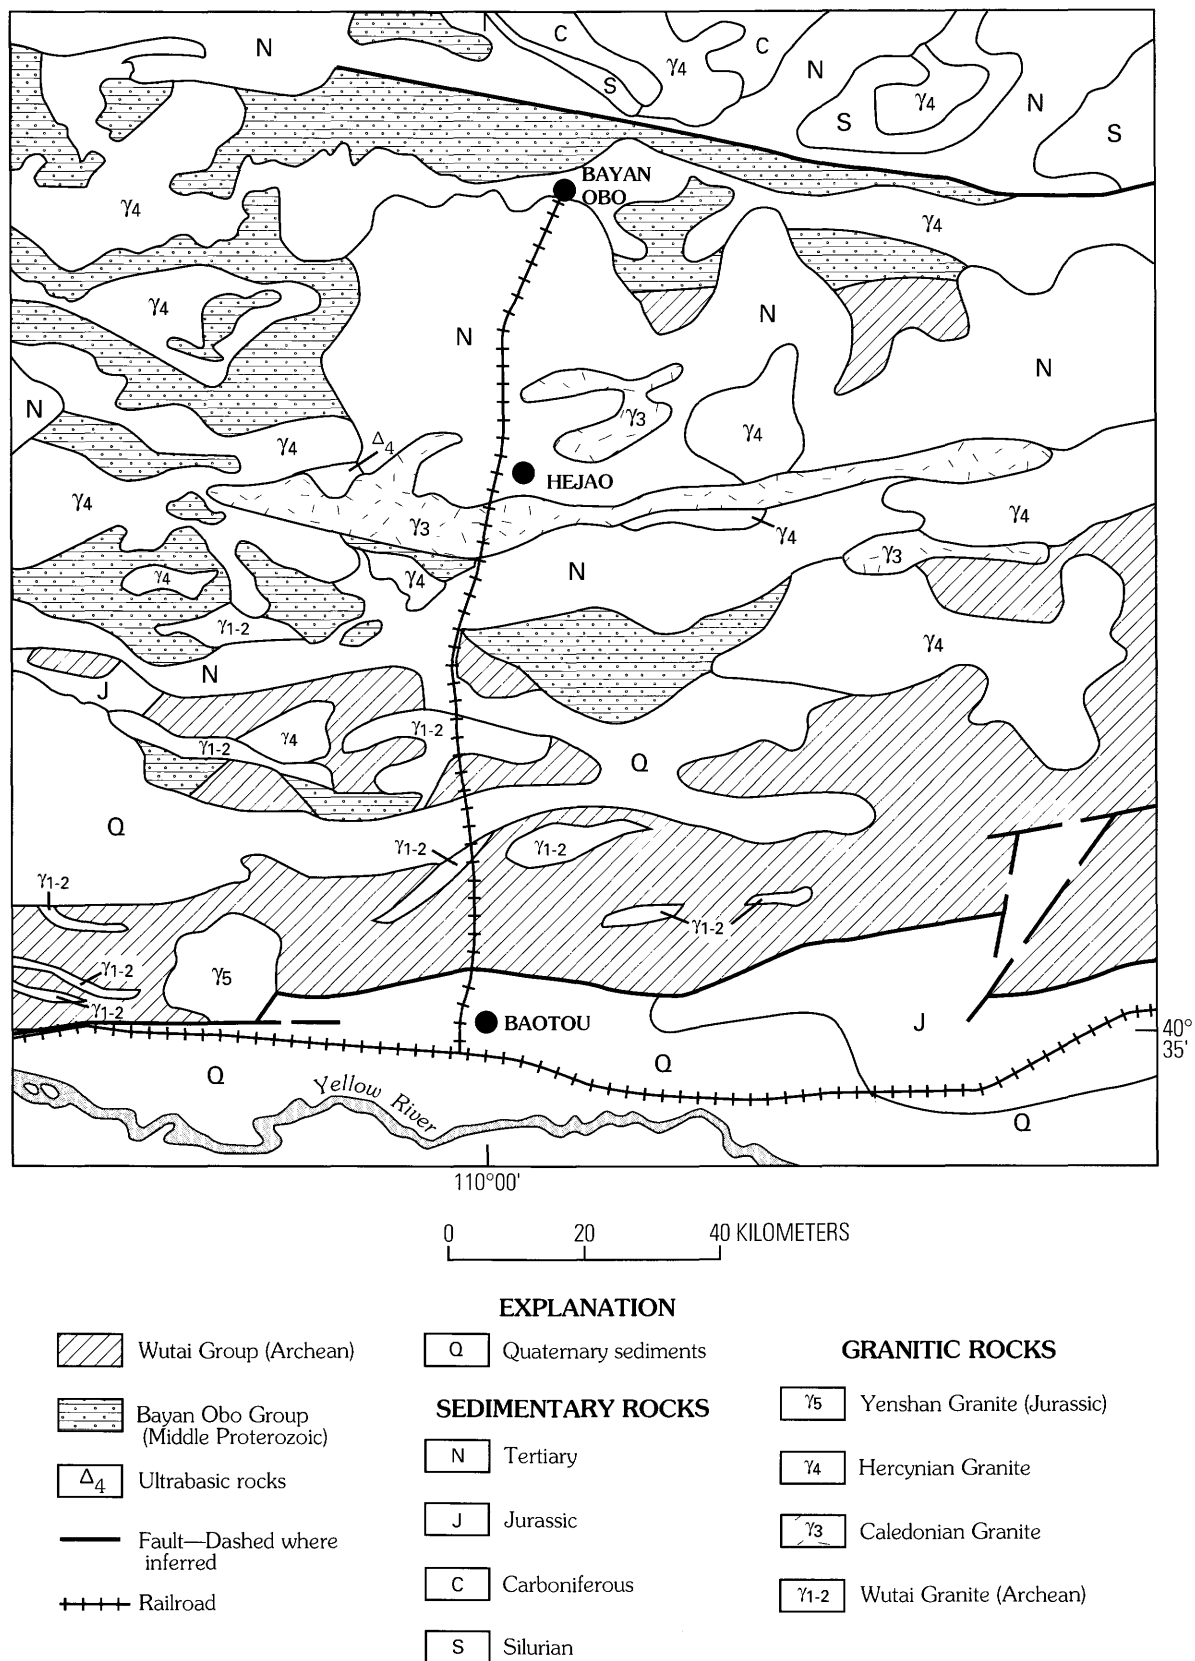 N
C
γ4
C
N
S
γ4
N
S
S
BAYAN
OBO
γ4
γ4
γ4
N
N
N
N
γ3
γ4
γ4
Δ4
HEJAO
γ4
γ3
γ4
γ4
γ3
γ4
γ4
N
γ1-2
γ4
N
J
γ1-2
γ4
γ1-2
Q
Q
γ1-2
γ1-2
γ1-2
γ1-2
γ1-2
γ5
γ1-2
BAOTOU
J
40°
35'
Q
Q
Yellow River
Q
110°00'
0 20 40 KILOMETERS
EXPLANATION
Wutai Group (Archean)
Bayan Obo Group
(Middle Proterozoic)
Δ4 Ultrabasic rocks
Fault—Dashed where
inferred
Railroad
Q Quaternary sediments
SEDIMENTARY ROCKS
N Tertiary
J Jurassic
C Carboniferous
S Silurian
GRANITIC ROCKS
γ5 Yenshan Granite (Jurassic)
γ4 Hercynian Granite
γ3 Caledonian Granite
γ1-2 Wutai Granite (Archean)